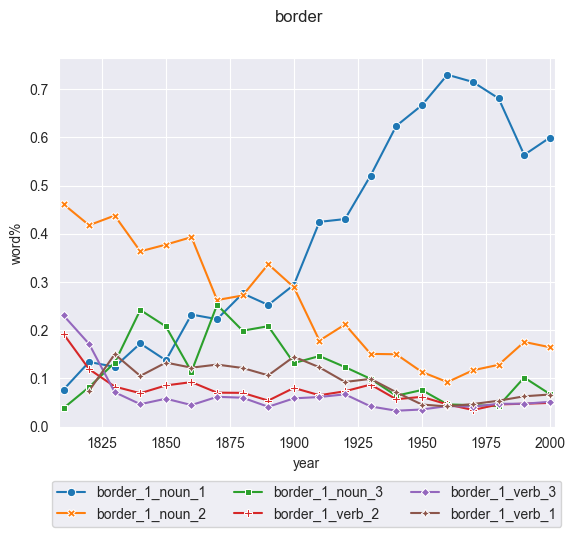 border
0.7
0.6
0.5
0.4
0.3
0.2
0.1
0.0
word%
1825 1850 1875 1900 1925 1950 1975 2000
year
border_1_noun_1 border_1_noun_3 border_1_verb_3
border_1_noun_2 border_1_verb_2 border_1_verb_1